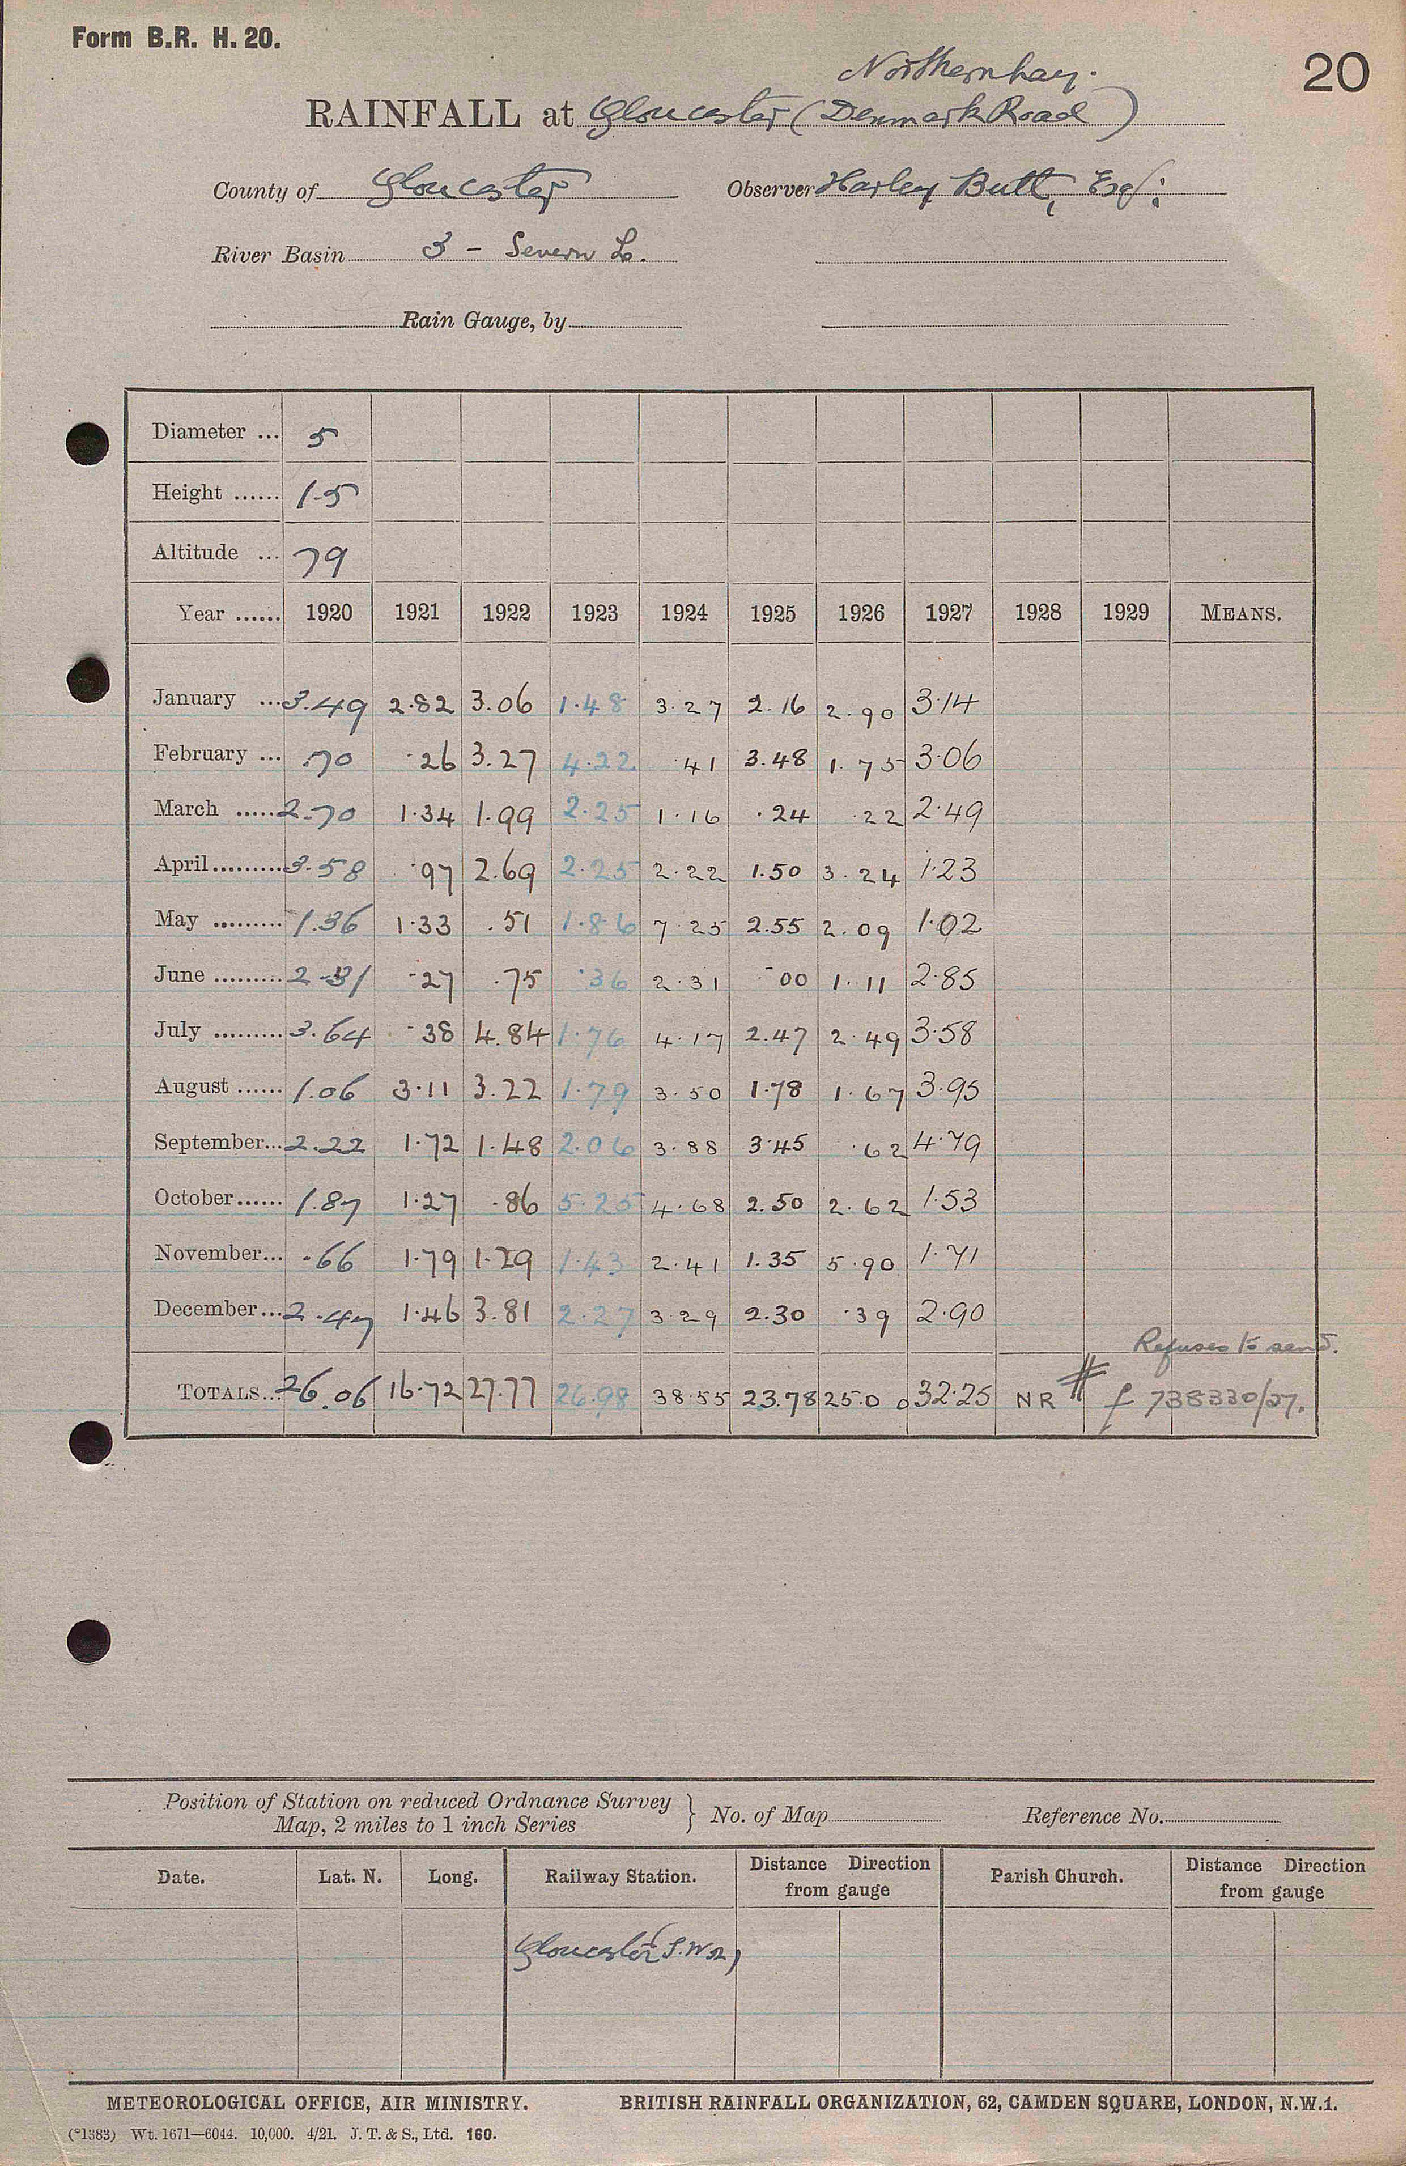 Form B.R. H. 20.
20
Northernhay.
RAINFALL at Gloucester (Denmark Road)
County of Gloucester Observer Harley Butt, Esq:
River Basin 3 - Severn L.
Rain Gauge, by
Diameter ... 5
Height ...... 1.5
Altitude ... 79
Year ...... 1920 1921 1922 1923 1924 1925 1926 1927 1928 1929 MEANS.
January ... 3.49 2.82 3.06 1.48 3.27 2.16 2.90 3.14
February ... .70 .26 3.27 4.22 .41 3.48 1.75 3.06
March ..... 2.70 1.34 1.99 2.25 1.16 .24 .22 2.49
April ......... 3.58 .97 2.69 2.25 2.22 1.50 3.24 1.23
May ......... 1.36 1.33 .51 1.86 7.25 2.55 2.09 1.02
June ......... 2.31 .27 .75 .36 2.31 .00 1.11 2.85
July ......... 3.64 .38 4.84 1.76 4.17 2.47 2.49 3.58
August ...... 1.06 3.11 3.22 1.79 3.50 1.78 1.67 3.95
September... 2.22 1.72 1.48 2.06 3.88 3.45 .62 4.79
October...... 1.87 1.27 .86 5.25 4.68 2.50 2.62 1.53
November... .66 1.79 1.29 1.43 2.41 1.35 5.90 1.71
December... 2.47 1.46 3.81 2.27 3.29 2.30 .39 2.90
Refuses to send.
TOTALS... 26.06 16.72 27.77 26.98 38.55 23.78 25.00 32.25 NR # f 738330/27.
Position of Station on reduced Ordnance Survey
Map, 2 miles to 1 inch Series } No. of Map Reference No.
Date. Lat. N. Long. Railway Station. Distance Direction from gauge Parish Church. Distance Direction from gauge
Gloucester
METEOROLOGICAL OFFICE, AIR MINISTRY. BRITISH RAINFALL ORGANIZATION, 62, CAMDEN SQUARE, LONDON, N.W.1.
(*1383) Wt. 1671—6044. 10,000. 4/21. J. T. & S., Ltd. 160.